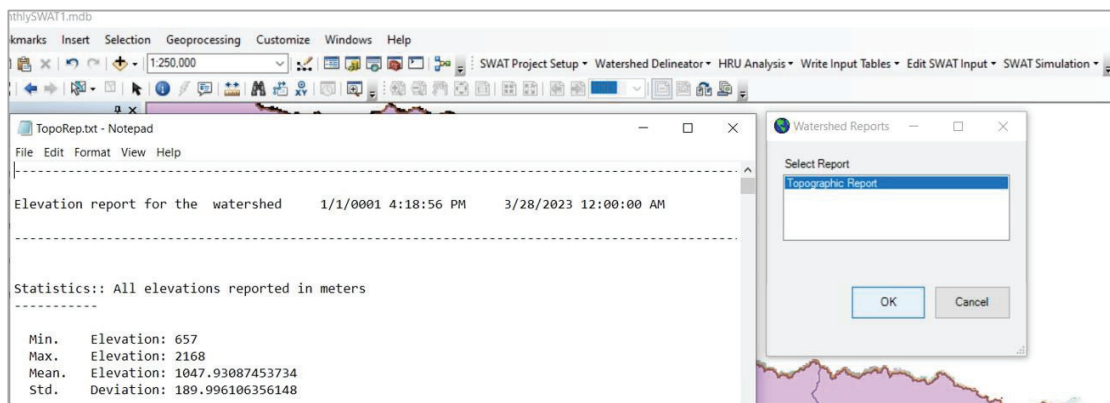 nthlySWAT1.mdb
kmarks Insert Selection Geoprocessing Customize Windows Help
1:250,000 SWAT Project Setup Watershed Delineator HRU Analysis Write Input Tables Edit SWAT Input SWAT Simulation
TopoRep.txt - Notepad
File Edit Format View Help
--------------------------------------------------------------------------------
Elevation report for the watershed 1/1/0001 4:18:56 PM 3/28/2023 12:00:00 AM
--------------------------------------------------------------------------------
Statistics:: All elevations reported in meters
-----------
Min. Elevation: 657
Max. Elevation: 2168
Mean. Elevation: 1047.93087453734
Std. Deviation: 189.996106356148
Watershed Reports
Select Report
Topographic Report
OK Cancel